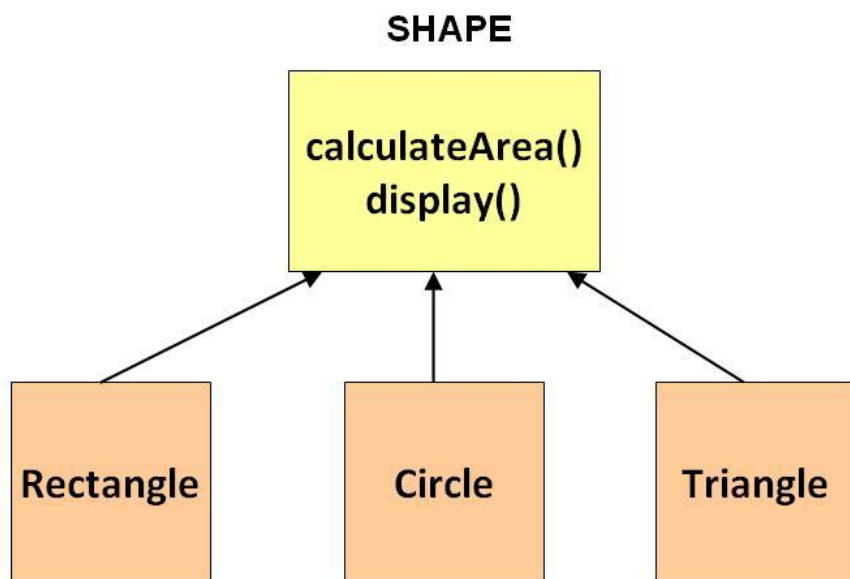 SHAPE
calculateArea()
display()
Rectangle
Circle
Triangle